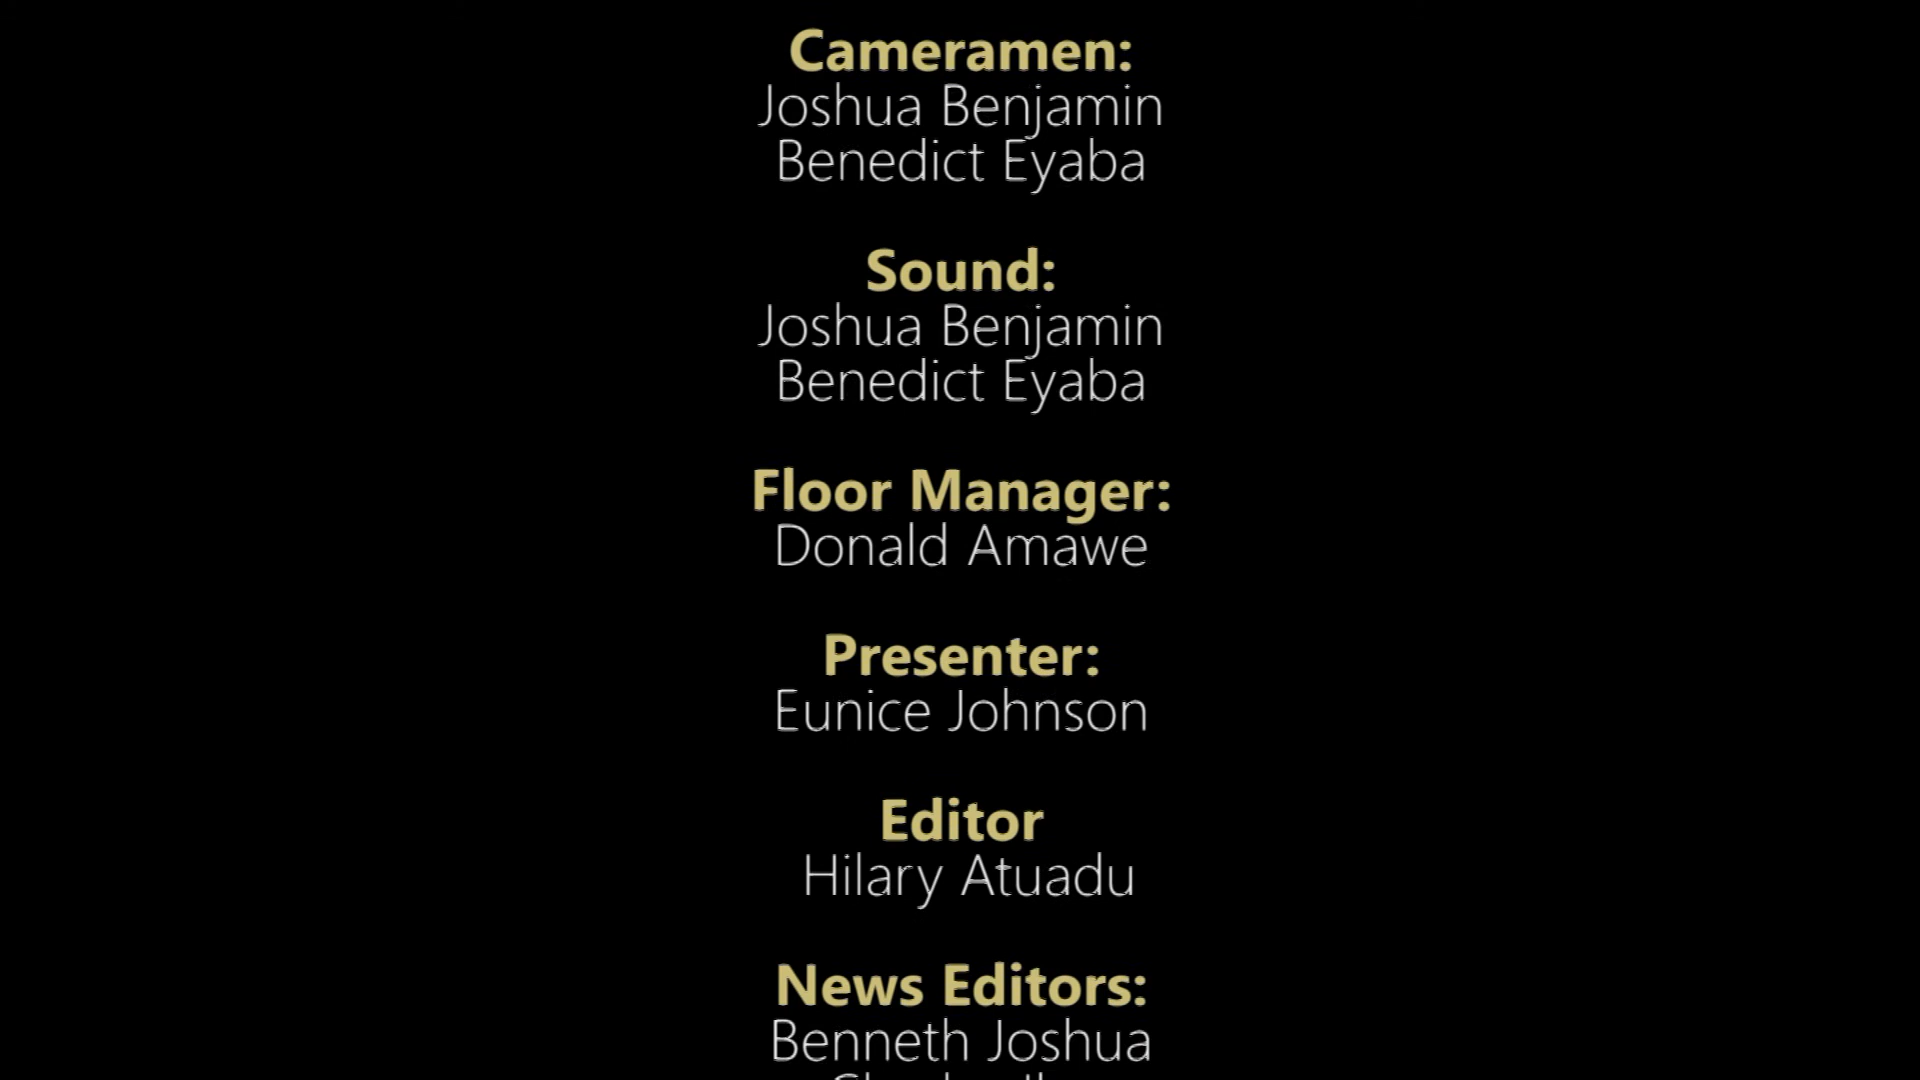 Cameramen:
Joshua Benjamin
Benedict Eyaba
Sound:
Joshua Benjamin
Benedict Eyaba
Floor Manager:
Donald Amawe
Presenter:
Eunice Johnson
Editor
Hilary Atuadu
News Editors:
Benneth Joshua